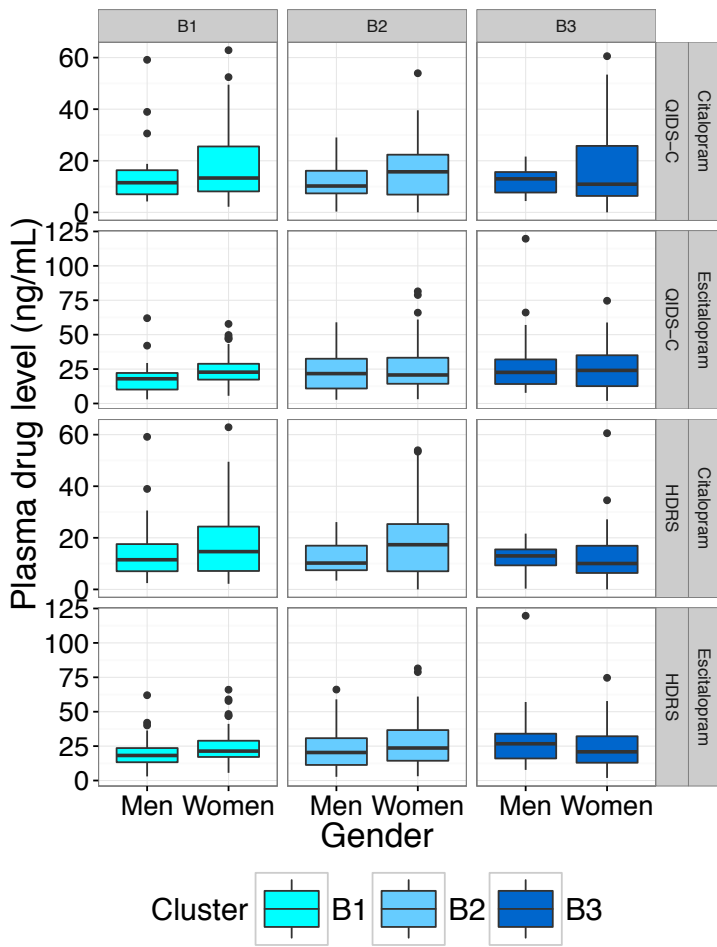 B1 B2 B3
Plasma drug level (ng/mL)
60
40
20
0
QIDS−C
Citalopram
125
100
75
50
25
0
QIDS−C
Escitalopram
60
40
20
0
HDRS
Citalopram
125
100
75
50
25
0
HDRS
Escitalopram
Men Women Men Women Men Women
Gender
Cluster B1 B2 B3